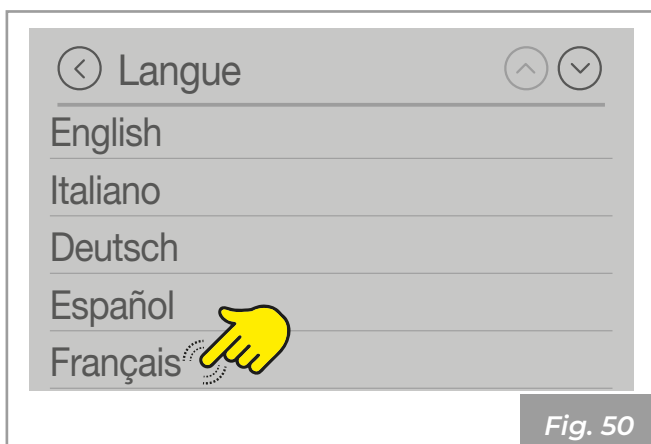 Langue
English
Italiano
Deutsch
Español
Français
Fig. 50